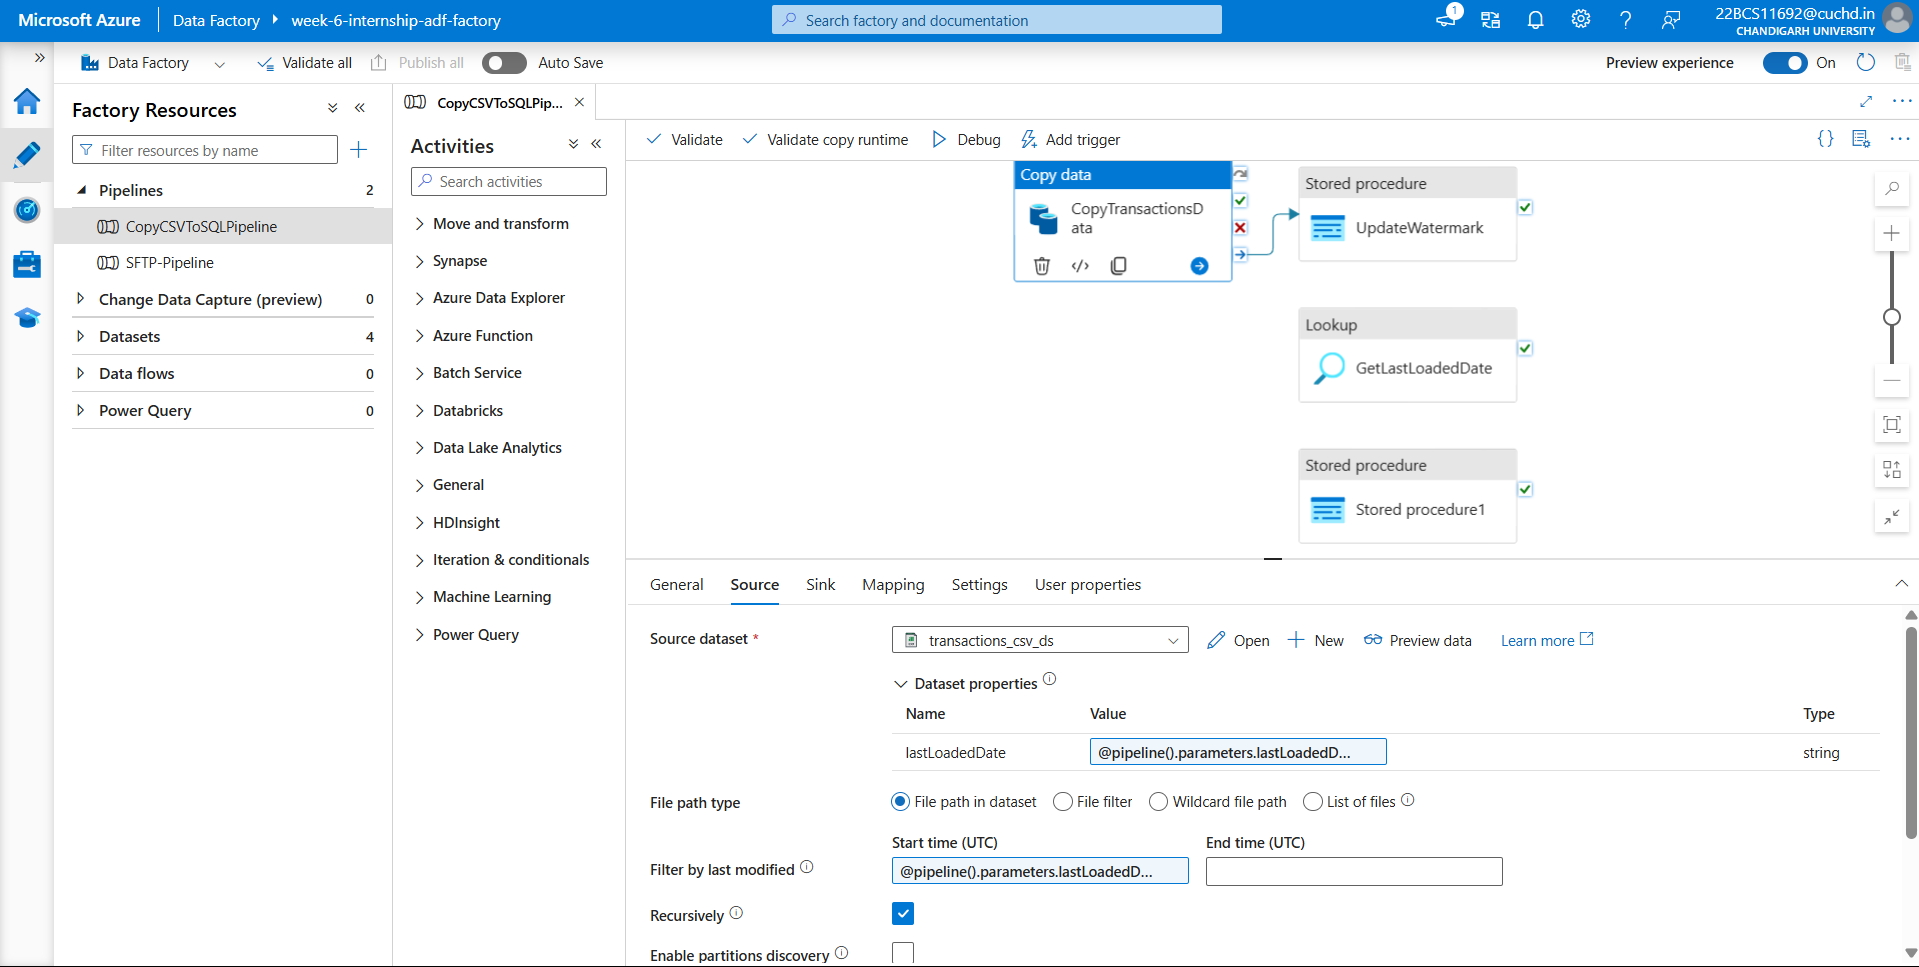 Microsoft Azure
Data Factory
week-6-internship-adf-factory
Search factory and documentation
1
22BCS11692@cuchd.in
CHANDIGARH UNIVERSITY
Data Factory
Validate all
Publish all
Auto Save
Preview experience
On
Factory Resources
Filter resources by name
Pipelines 2
CopyCSVToSQLPipeline
SFTP-Pipeline
Change Data Capture (preview) 0
Datasets 4
Data flows 0
Power Query 0
CopyCSVToSQLPip...
Activities
Search activities
Move and transform
Synapse
Azure Data Explorer
Azure Function
Batch Service
Databricks
Data Lake Analytics
General
HDInsight
Iteration & conditionals
Machine Learning
Power Query
Validate
Validate copy runtime
Debug
Add trigger
Copy data
CopyTransactionsD
ata
Stored procedure
UpdateWatermark
Lookup
GetLastLoadedDate
Stored procedure
Stored procedure1
General
Source
Sink
Mapping
Settings
User properties
Source dataset *
transactions_csv_ds
Open
New
Preview data
Learn more
Dataset properties
Name Value Type
lastLoadedDate @pipeline().parameters.lastLoadedD... string
File path type
File path in dataset
File filter
Wildcard file path
List of files
Start time (UTC)
End time (UTC)
Filter by last modified
@pipeline().parameters.lastLoadedD...
Recursively
Enable partitions discovery